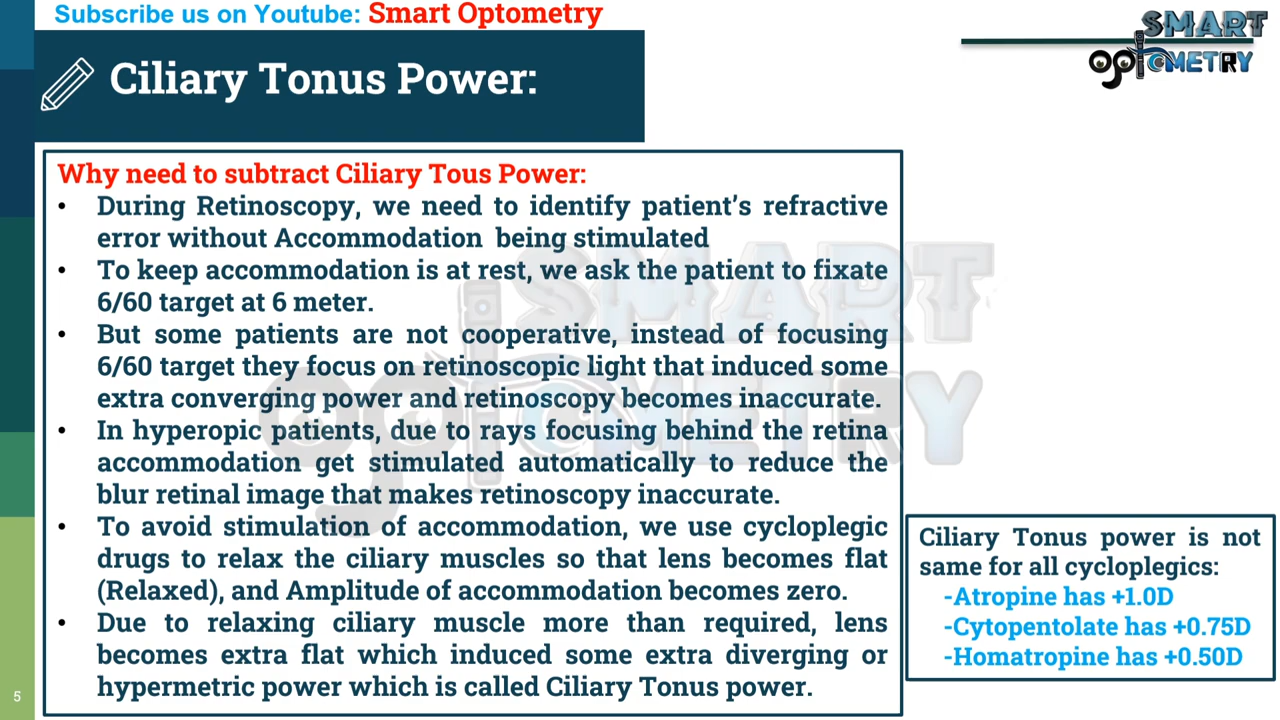 Subscribe us on Youtube: Smart Optometry
SMART
OPTOMETRY
Ciliary Tonus Power:
Why need to subtract Ciliary Tous Power:
• During Retinoscopy, we need to identify patient’s refractive
error without Accommodation being stimulated
• To keep accommodation is at rest, we ask the patient to fixate
6/60 target at 6 meter.
• But some patients are not cooperative, instead of focusing
6/60 target they focus on retinoscopic light that induced some
extra converging power and retinoscopy becomes inaccurate.
• In hyperopic patients, due to rays focusing behind the retina
accommodation get stimulated automatically to reduce the
blur retinal image that makes retinoscopy inaccurate.
• To avoid stimulation of accommodation, we use cycloplegic
drugs to relax the ciliary muscles so that lens becomes flat
(Relaxed), and Amplitude of accommodation becomes zero.
• Due to relaxing ciliary muscle more than required, lens
becomes extra flat which induced some extra diverging or
hypermetric power which is called Ciliary Tonus power.
Ciliary Tonus power is not
same for all cycloplegics:
-Atropine has +1.0D
-Cytopentolate has +0.75D
-Homatropine has +0.50D
SMART
OPTOMETRY
5